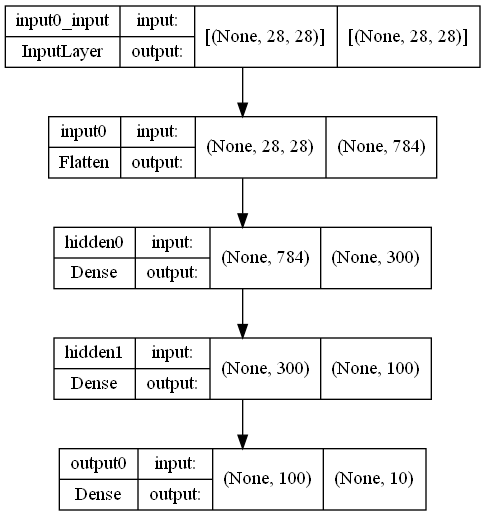 input0_input input: [(None, 28, 28)] [(None, 28, 28)]
InputLayer output:
input0 input: (None, 28, 28) (None, 784)
Flatten output:
hidden0 input: (None, 784) (None, 300)
Dense output:
hidden1 input: (None, 300) (None, 100)
Dense output:
output0 input: (None, 100) (None, 10)
Dense output: